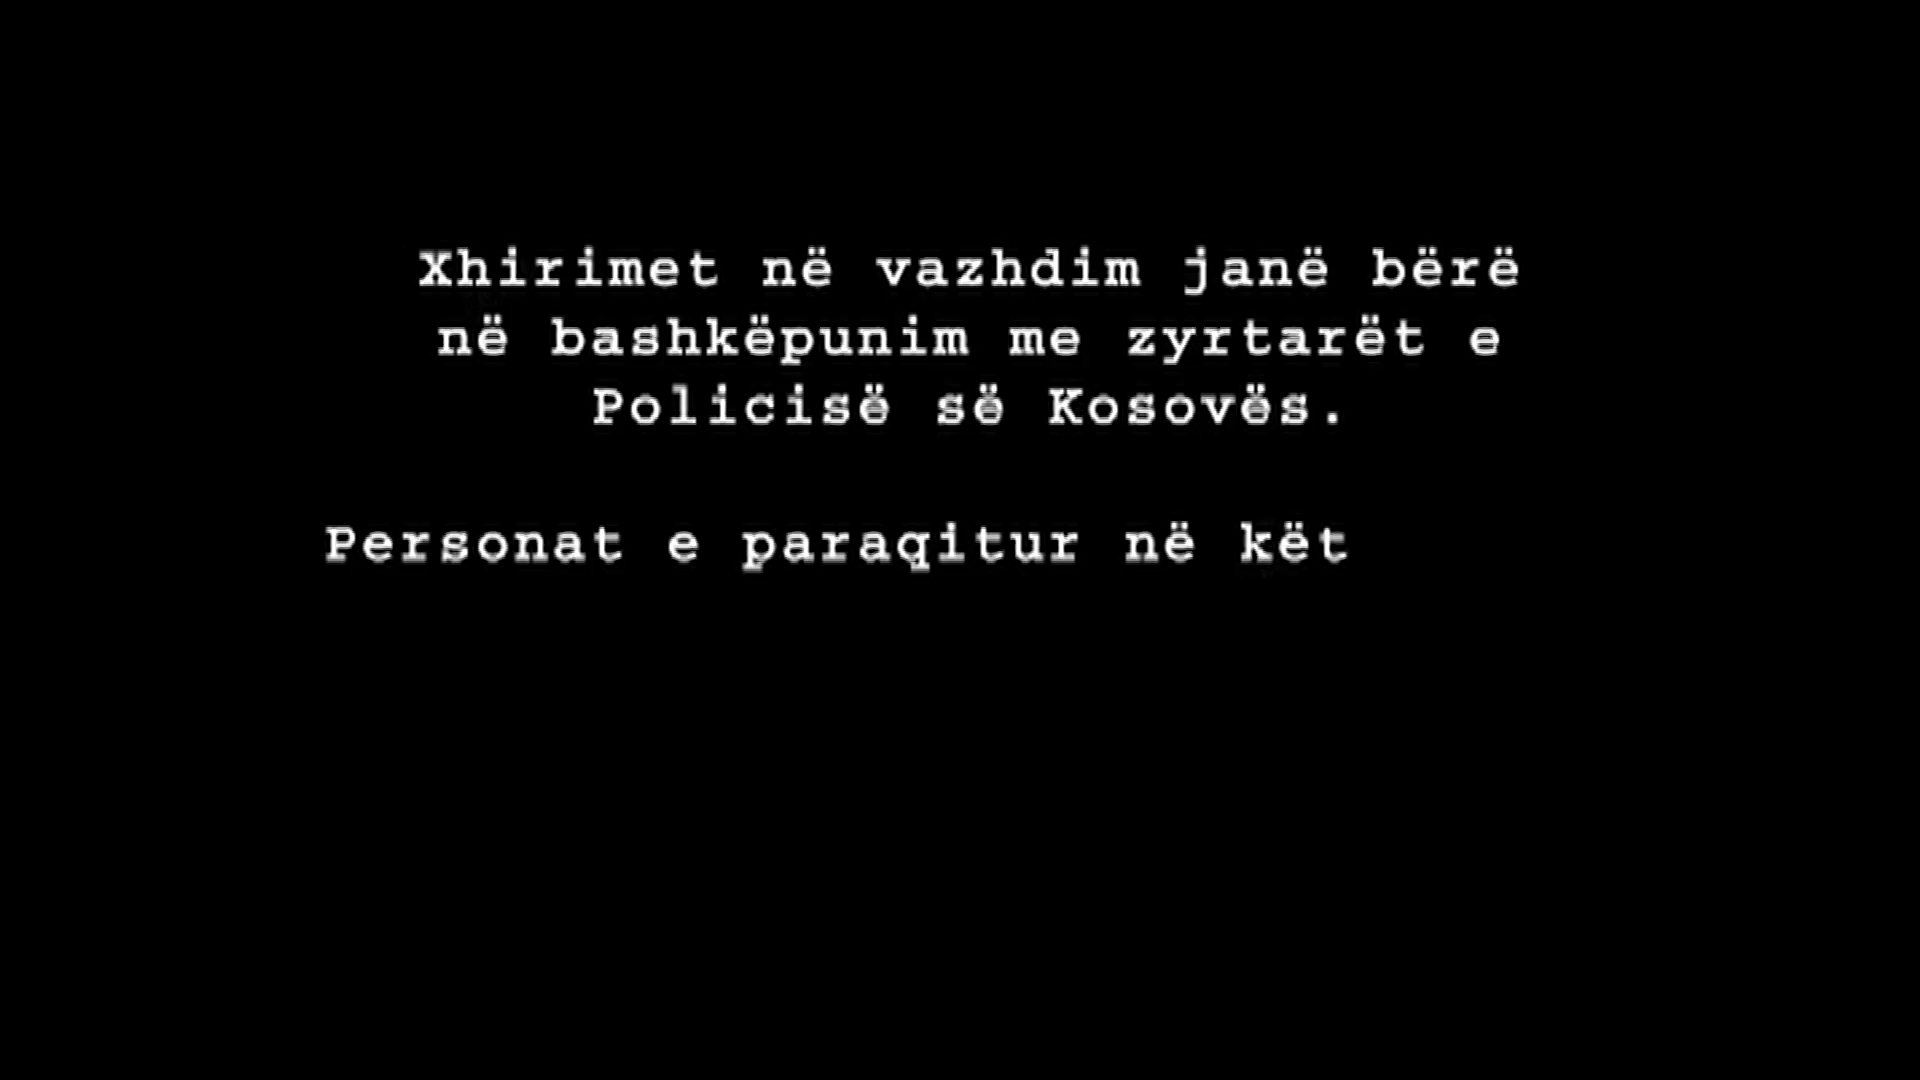 Xhirimet në vazhdim janë bërë
në bashkëpunim me zyrtarët e
Policisë së Kosovës.
Personat e paraqitur në kët